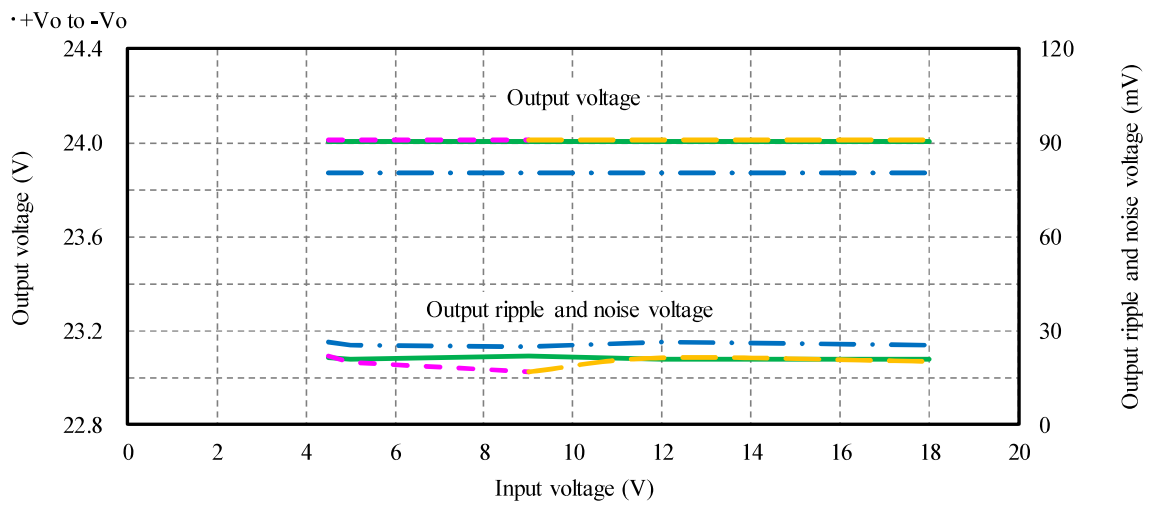 ·+Vo to -Vo
24.4
24.0
23.6
23.2
22.8
Output voltage (V)
Output voltage
Output ripple and noise voltage
120
90
60
30
0
Output ripple and noise voltage (mV)
0 2 4 6 8 10 12 14 16 18 20
Input voltage (V)